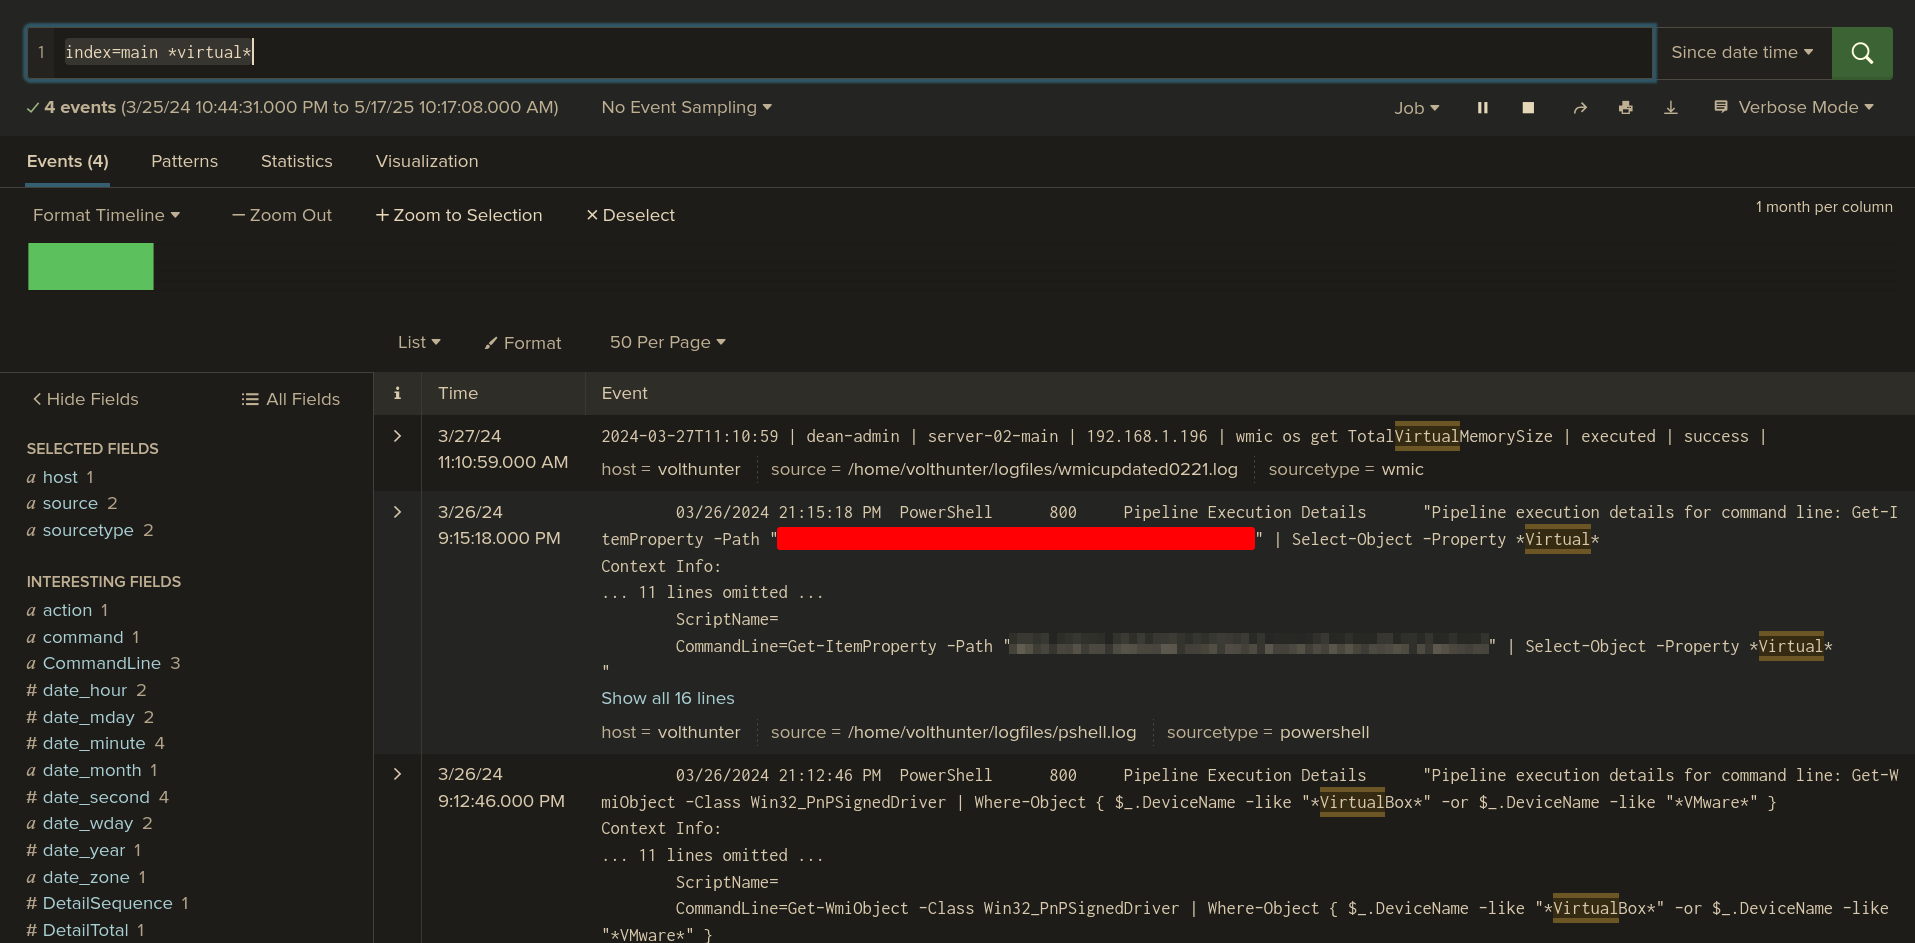 1 index=main *virtual*
Since date time
4 events (3/25/24 10:44:31.000 PM to 5/17/25 10:17:08.000 AM)
No Event Sampling
Job
Verbose Mode
Events (4)
Patterns
Statistics
Visualization
Format Timeline
— Zoom Out
+ Zoom to Selection
× Deselect
1 month per column
List
Format
50 Per Page
Hide Fields
All Fields
SELECTED FIELDS
a host 1
a source 2
a sourcetype 2
INTERESTING FIELDS
a action 1
a command 1
a CommandLine 3
# date_hour 2
# date_mday 2
# date_minute 4
a date_month 1
# date_second 4
a date_wday 2
# date_year 1
a date_zone 1
# DetailSequence 1
# DetailTotal 1
i Time Event
3/27/24
11:10:59.000 AM
2024-03-27T11:10:59 | dean-admin | server-02-main | 192.168.1.196 | wmic os get TotalVirtualMemorySize | executed | success |
host = volthunter source = /home/volthunter/logfiles/wmicupdated0221.log sourcetype = wmic
3/26/24
9:15:18.000 PM
03/26/2024 21:15:18 PM PowerShell 800 Pipeline Execution Details "Pipeline execution details for command line: Get-I
temProperty -Path "" | Select-Object -Property *Virtual*
Context Info:
... 11 lines omitted ...
ScriptName=
CommandLine=Get-ItemProperty -Path "" | Select-Object -Property *Virtual*
"
Show all 16 lines
host = volthunter source = /home/volthunter/logfiles/pshell.log sourcetype = powershell
3/26/24
9:12:46.000 PM
03/26/2024 21:12:46 PM PowerShell 800 Pipeline Execution Details "Pipeline execution details for command line: Get-W
miObject -Class Win32_PnPSignedDriver | Where-Object { $_.DeviceName -like "*VirtualBox*" -or $_.DeviceName -like "*VMware*" }
Context Info:
... 11 lines omitted ...
ScriptName=
CommandLine=Get-WmiObject -Class Win32_PnPSignedDriver | Where-Object { $_.DeviceName -like "*VirtualBox*" -or $_.DeviceName -like
"*VMware*" }